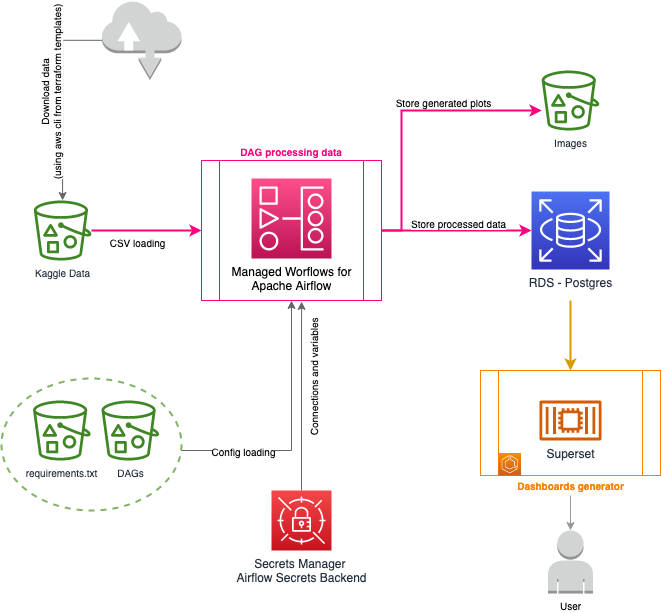 Download data
(using aws cli from terraform templates)
Store generated plots
Images
DAG processing data
Kaggle Data
CSV loading
Managed Worflows for
Apache Airflow
Store processed data
RDS - Postgres
Connections and variables
requirements.txt
DAGs
Config loading
Superset
Dashboards generator
Secrets Manager
Airflow Secrets Backend
User